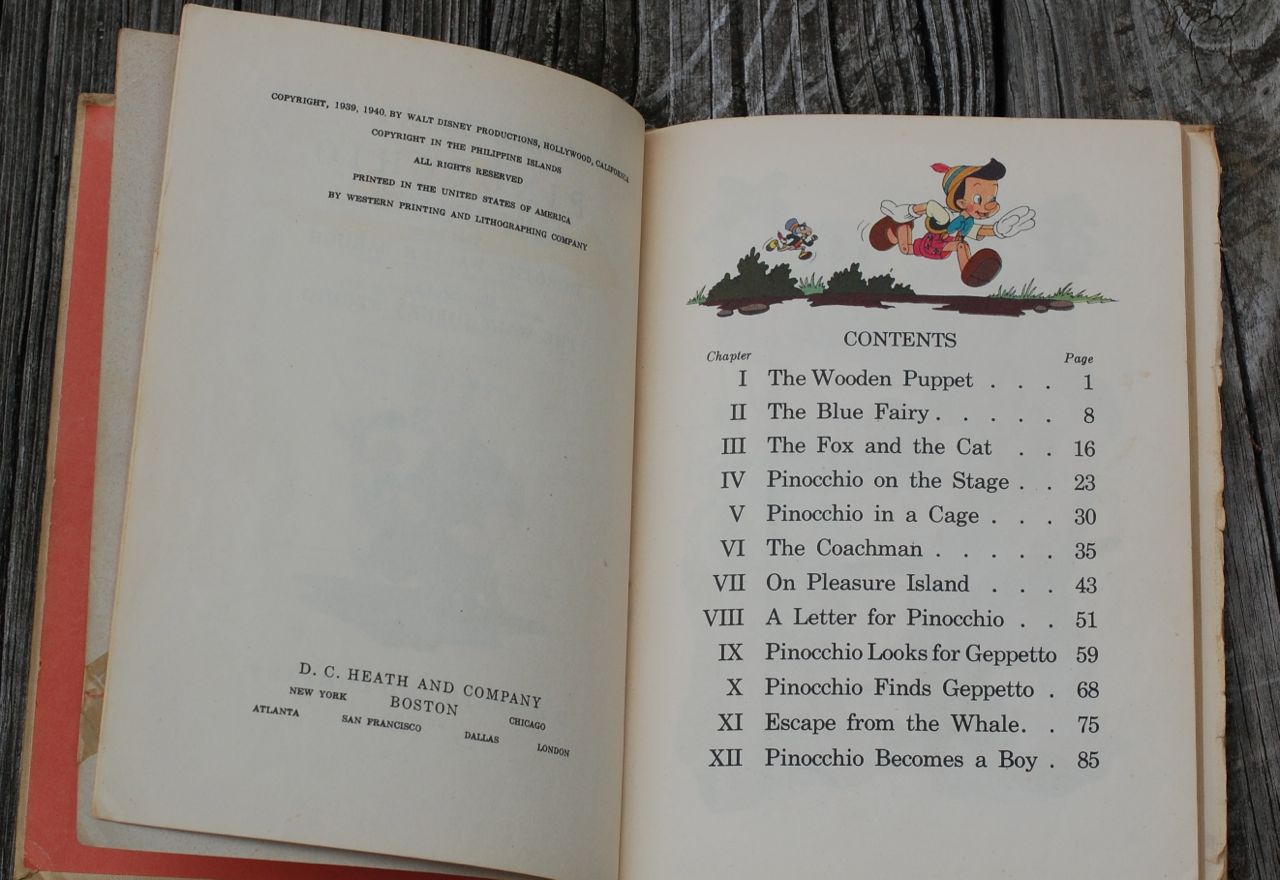 COPYRIGHT, 1939, 1940, BY WALT DISNEY PRODUCTIONS, HOLLYWOOD, CALIFORNIA
COPYRIGHT IN THE PHILIPPINE ISLANDS
ALL RIGHTS RESERVED
PRINTED IN THE UNITED STATES OF AMERICA
BY WESTERN PRINTING AND LITHOGRAPHING COMPANY
D. C. HEATH AND COMPANY
NEW YORK BOSTON CHICAGO
ATLANTA SAN FRANCISCO DALLAS LONDON
CONTENTS
Chapter Page
I The Wooden Puppet . . . 1
II The Blue Fairy . . . . . 8
III The Fox and the Cat . . 16
IV Pinocchio on the Stage . . 23
V Pinocchio in a Cage . . . 30
VI The Coachman . . . . . 35
VII On Pleasure Island . . . 43
VIII A Letter for Pinocchio . . 51
IX Pinocchio Looks for Geppetto 59
X Pinocchio Finds Geppetto . 68
XI Escape from the Whale . . 75
XII Pinocchio Becomes a Boy . 85